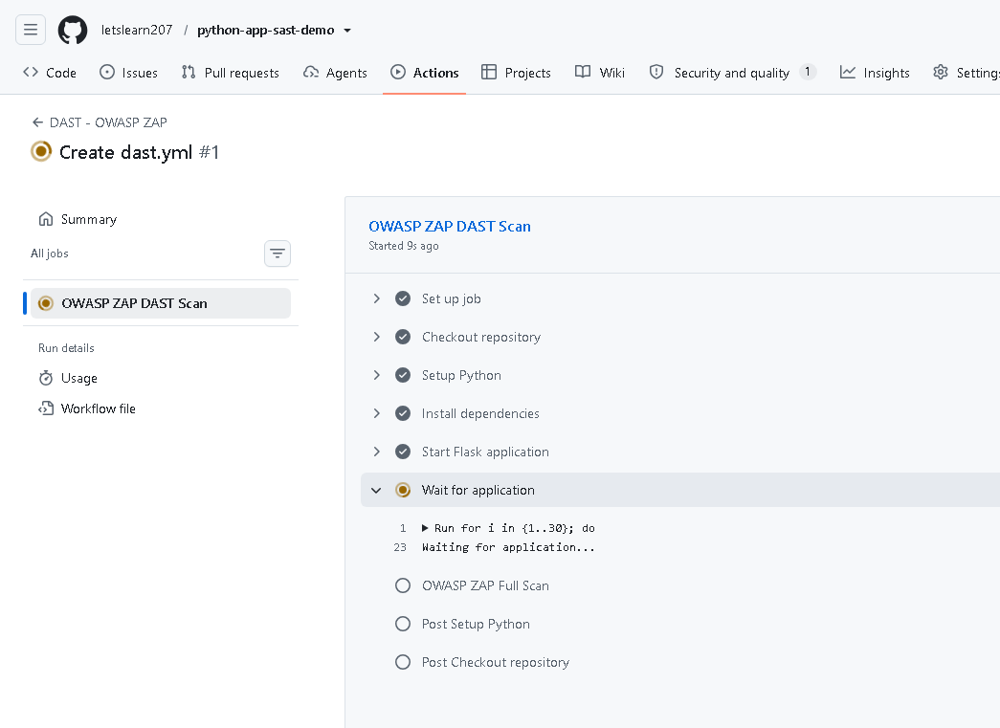 letslearn207 / python-app-sast-demo
Code Issues Pull requests Agents Actions Projects Wiki Security and quality 1 Insights Settings
DAST - OWASP ZAP
Create dast.yml #1
Summary
All jobs
OWASP ZAP DAST Scan
Run details
Usage
Workflow file
OWASP ZAP DAST Scan
Started 9s ago
Set up job
Checkout repository
Setup Python
Install dependencies
Start Flask application
Wait for application
1 Run for i in {1..30}; do
23 Waiting for application...
OWASP ZAP Full Scan
Post Setup Python
Post Checkout repository